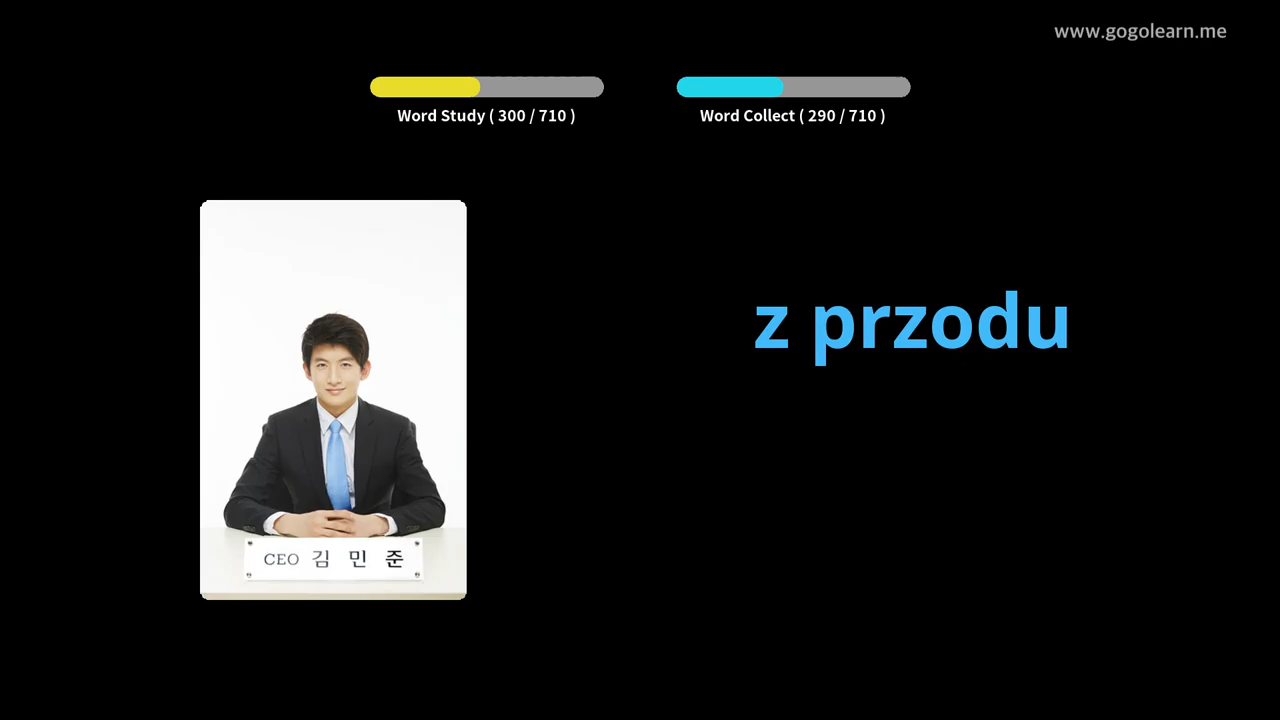 www.gogolearn.me
Word Study ( 300 / 710 )
Word Collect ( 290 / 710 )
z przodu
CEO 김 민 준